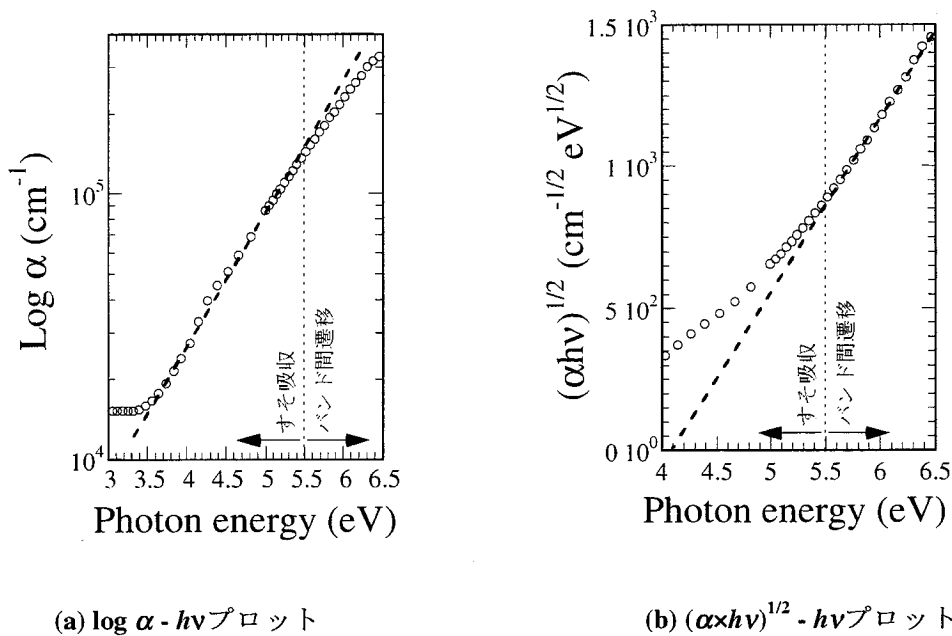 Log α (cm⁻¹)
10⁵
10⁴
すそ吸収
バンド間遷移
3 3.5 4 4.5 5 5.5 6 6.5
Photon energy (eV)
(a) log α - hνプロット
(αhν)^1/2 (cm^-1/2 eV^1/2)
1.5 10³
1 10³
5 10²
0 10⁰
すそ吸収
バンド間遷移
4 4.5 5 5.5 6 6.5
Photon energy (eV)
(b) (α×hν)^1/2 - hνプロット